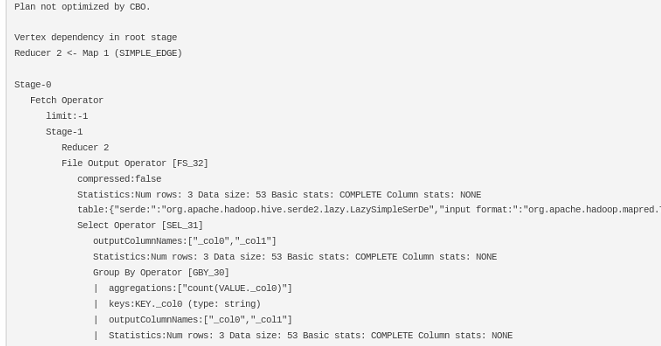 Plan not optimized by CBO.
Vertex dependency in root stage
Reducer 2 <- Map 1 (SIMPLE_EDGE)
Stage-0
Fetch Operator
limit:-1
Stage-1
Reducer 2
File Output Operator [FS_32]
compressed:false
Statistics:Num rows: 3 Data size: 53 Basic stats: COMPLETE Column stats: NONE
table:{"serde:":"org.apache.hadoop.hive.serde2.lazy.LazySimpleSerDe","input format:":"org.apache.hadoop.mapred.
Select Operator [SEL_31]
outputColumnNames:["_col0","_col1"]
Statistics:Num rows: 3 Data size: 53 Basic stats: COMPLETE Column stats: NONE
Group By Operator [GBY_30]
| aggregations:["count(VALUE._col0)"]
| keys:KEY._col0 (type: string)
| outputColumnNames:["_col0","_col1"]
| Statistics:Num rows: 3 Data size: 53 Basic stats: COMPLETE Column stats: NONE